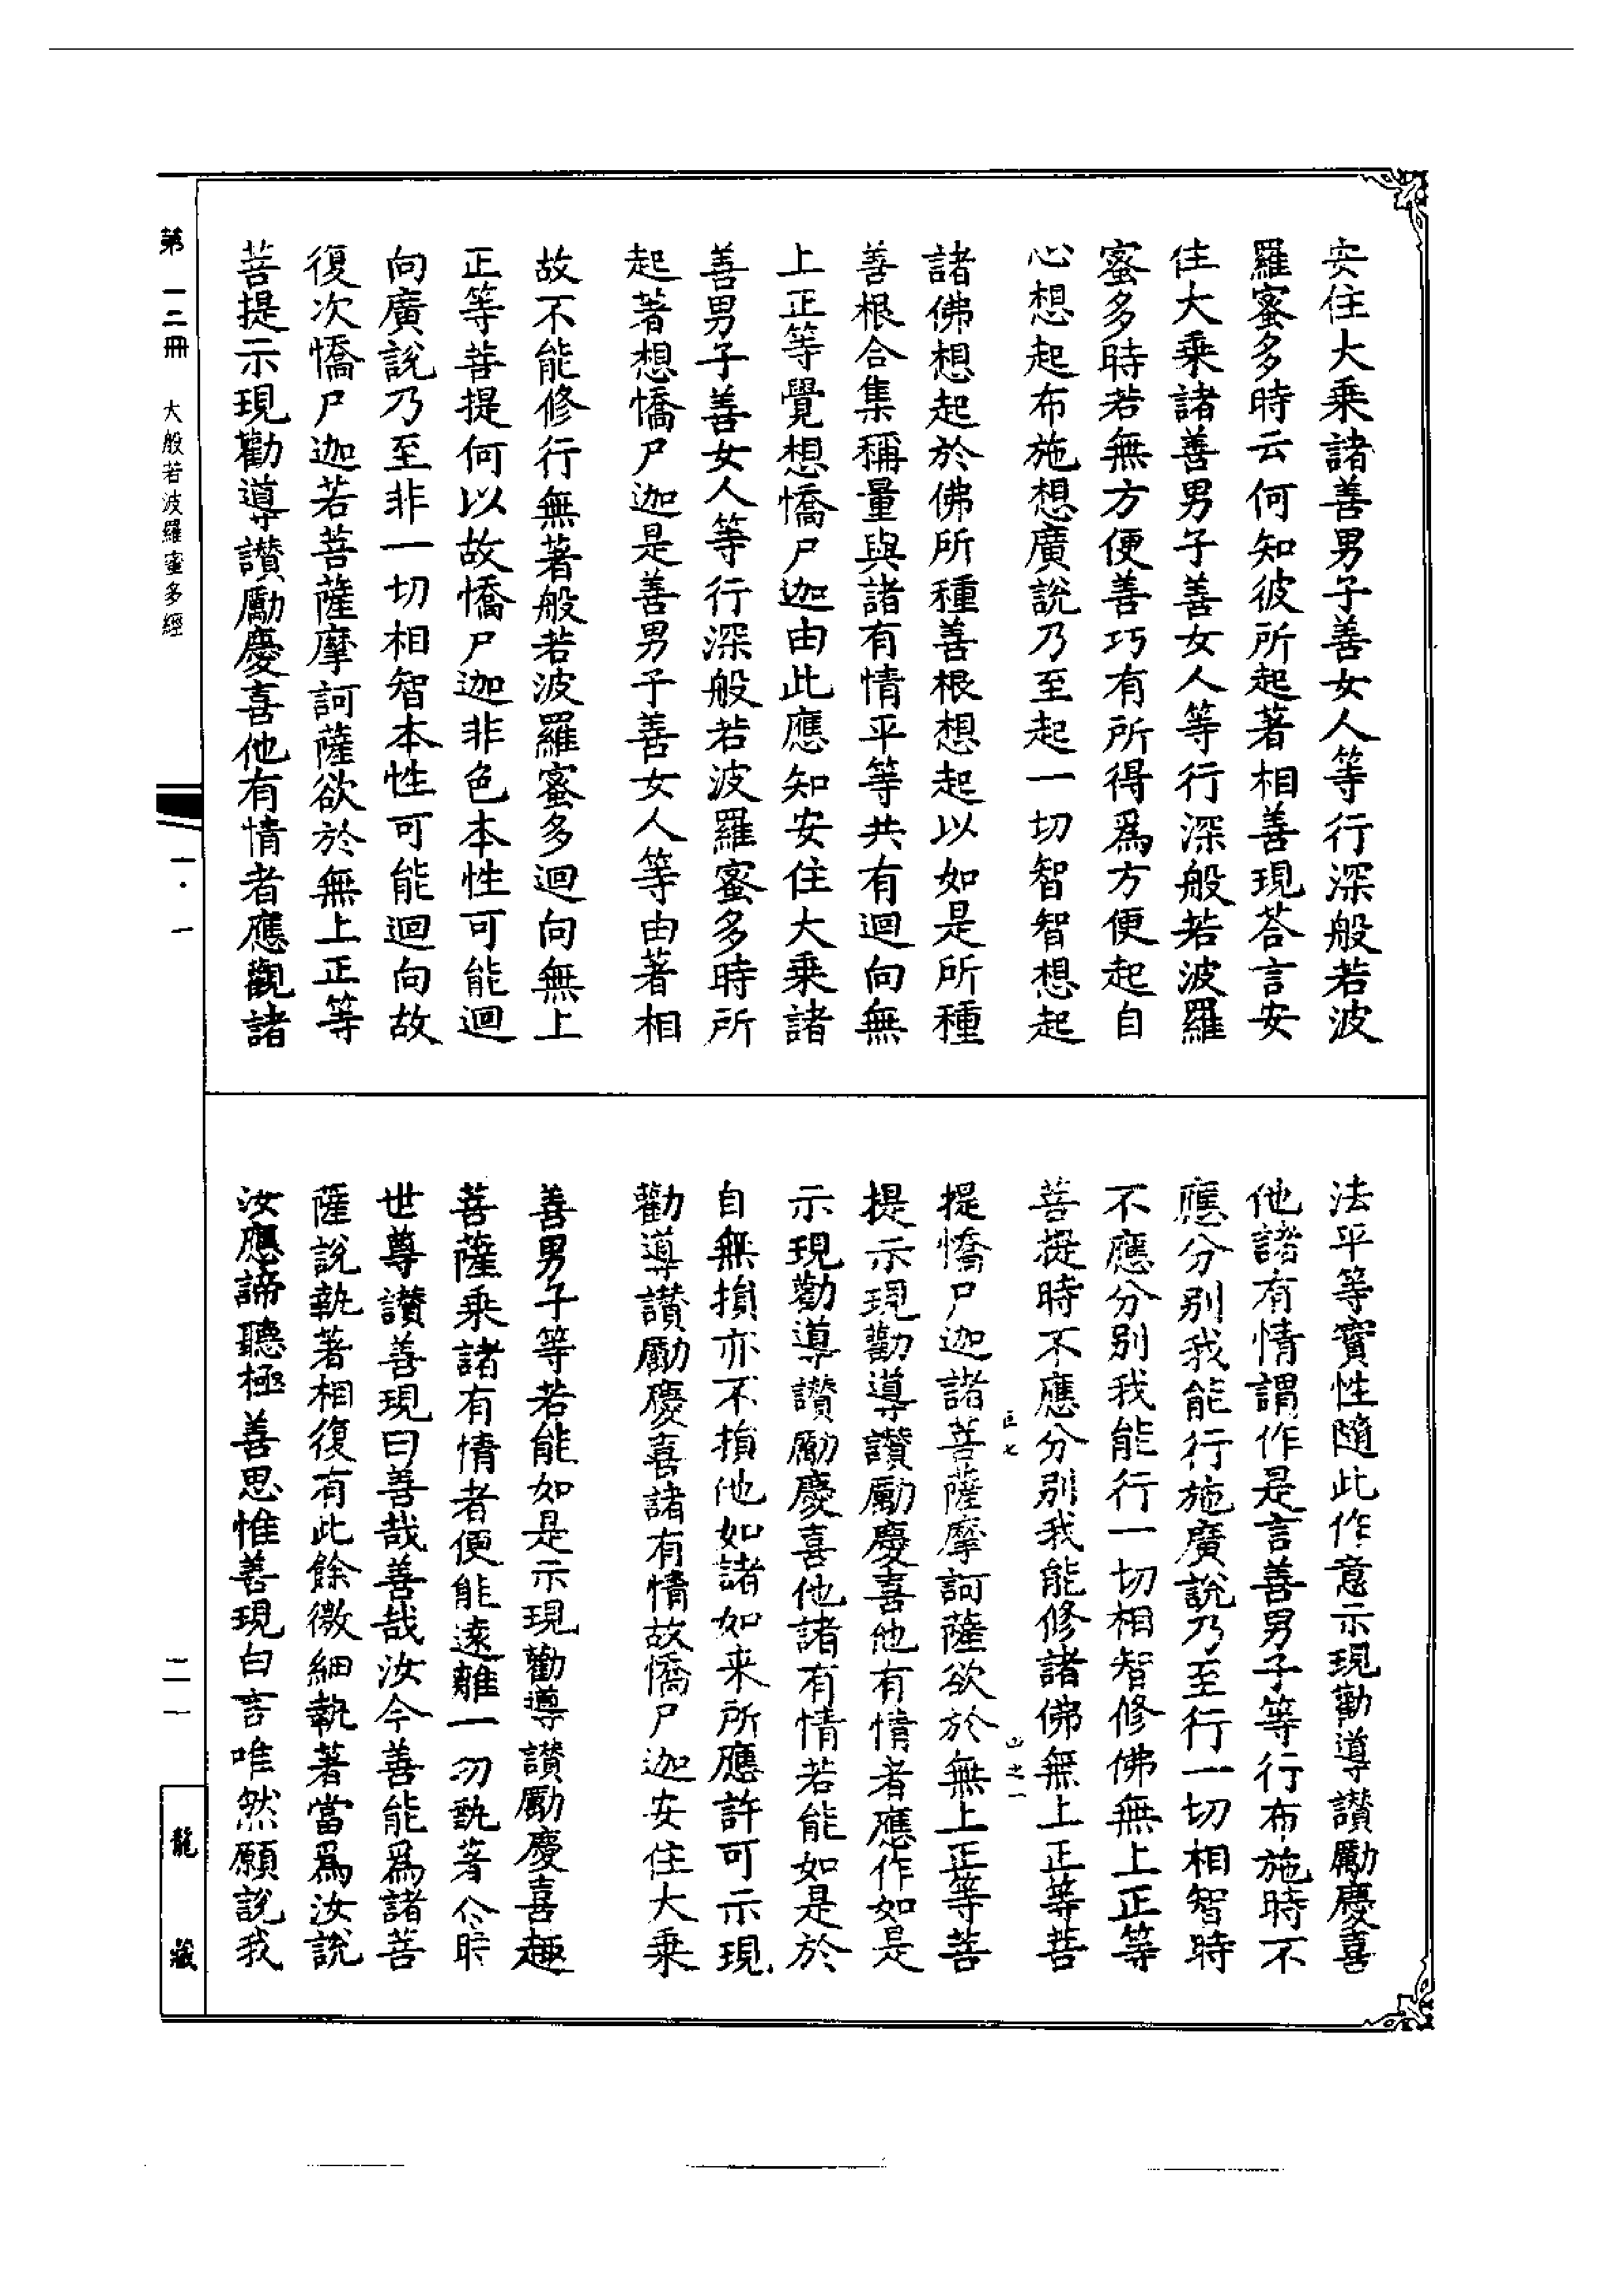 安住大乘諸善男子善女人等行深般若波
羅蜜多時云何知彼所起著相善現荅言安
住大乘諸善男子善女人等行深般若波羅
蜜多時若無方便善巧有所得爲方便起自
心想起布施想廣說乃至起一切智智想起
諸佛想起於佛所種善根想起以如是所種
善根合集稱量與諸有情平等共有迴向無
上正等覺想憍尸迦由此應知安住大乘諸
善男子善女人等行深般若波羅蜜多時所
起著想憍尸迦是善男子善女人等由著相
故不能修行無著般若波羅蜜多迴向無上
正等菩提何以故憍尸迦非色本性可能迴
向廣說乃至非一切相智本性可能迴向故
復次憍尸迦若菩薩摩訶薩欲於無上正等
菩提示現勸導讃勵慶喜他有情者應觀諸
法平等實性隨此作意示現勸導讃勵慶喜
他諸有情謂作是言善男子等行布施時不
應分別我能行施廣說乃至行一切相智時
不應分別我能行一切相智修佛無上正等
菩提時不應分別我能修諸佛無上正等菩
提憍尸迦諸菩薩摩訶薩欲於無上正等菩
提示現勸導讃勵慶喜他有情者應作如是
示現勸導讃勵慶喜他諸有情若能如是於
自無損亦不損他如諸如来所應許可示現
勸導讃勵慶喜諸有情故憍尸迦安住大乘
善男子等若能如是示現勸導讃勵慶喜趣
菩薩乘諸有情者便能遠離一切執著尒時
世尊讃善現曰善哉善哉汝今善能爲諸菩
薩說執著相復有此餘微細執著當爲汝說
汝應諦聽極善思惟善現白言唯然願說我
第一二冊 大般若波羅蜜多經
一·一
二一
龍藏